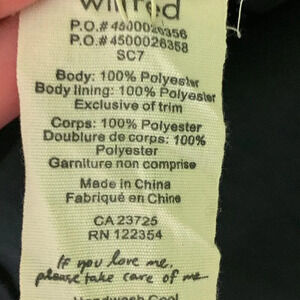 wilfred
P.O.# 4500026356
P.O.# 4500026358
SC7
Body: 100% Polyester
Body lining: 100% Polyester
Exclusive of trim
Corps: 100% Polyester
Doublure de corps: 100%
Polyester
Garniture non comprise
Made in China
Fabriqué en Chine
CA 23725
RN 122354
If you love me,
please take care of me
Handwash Cool